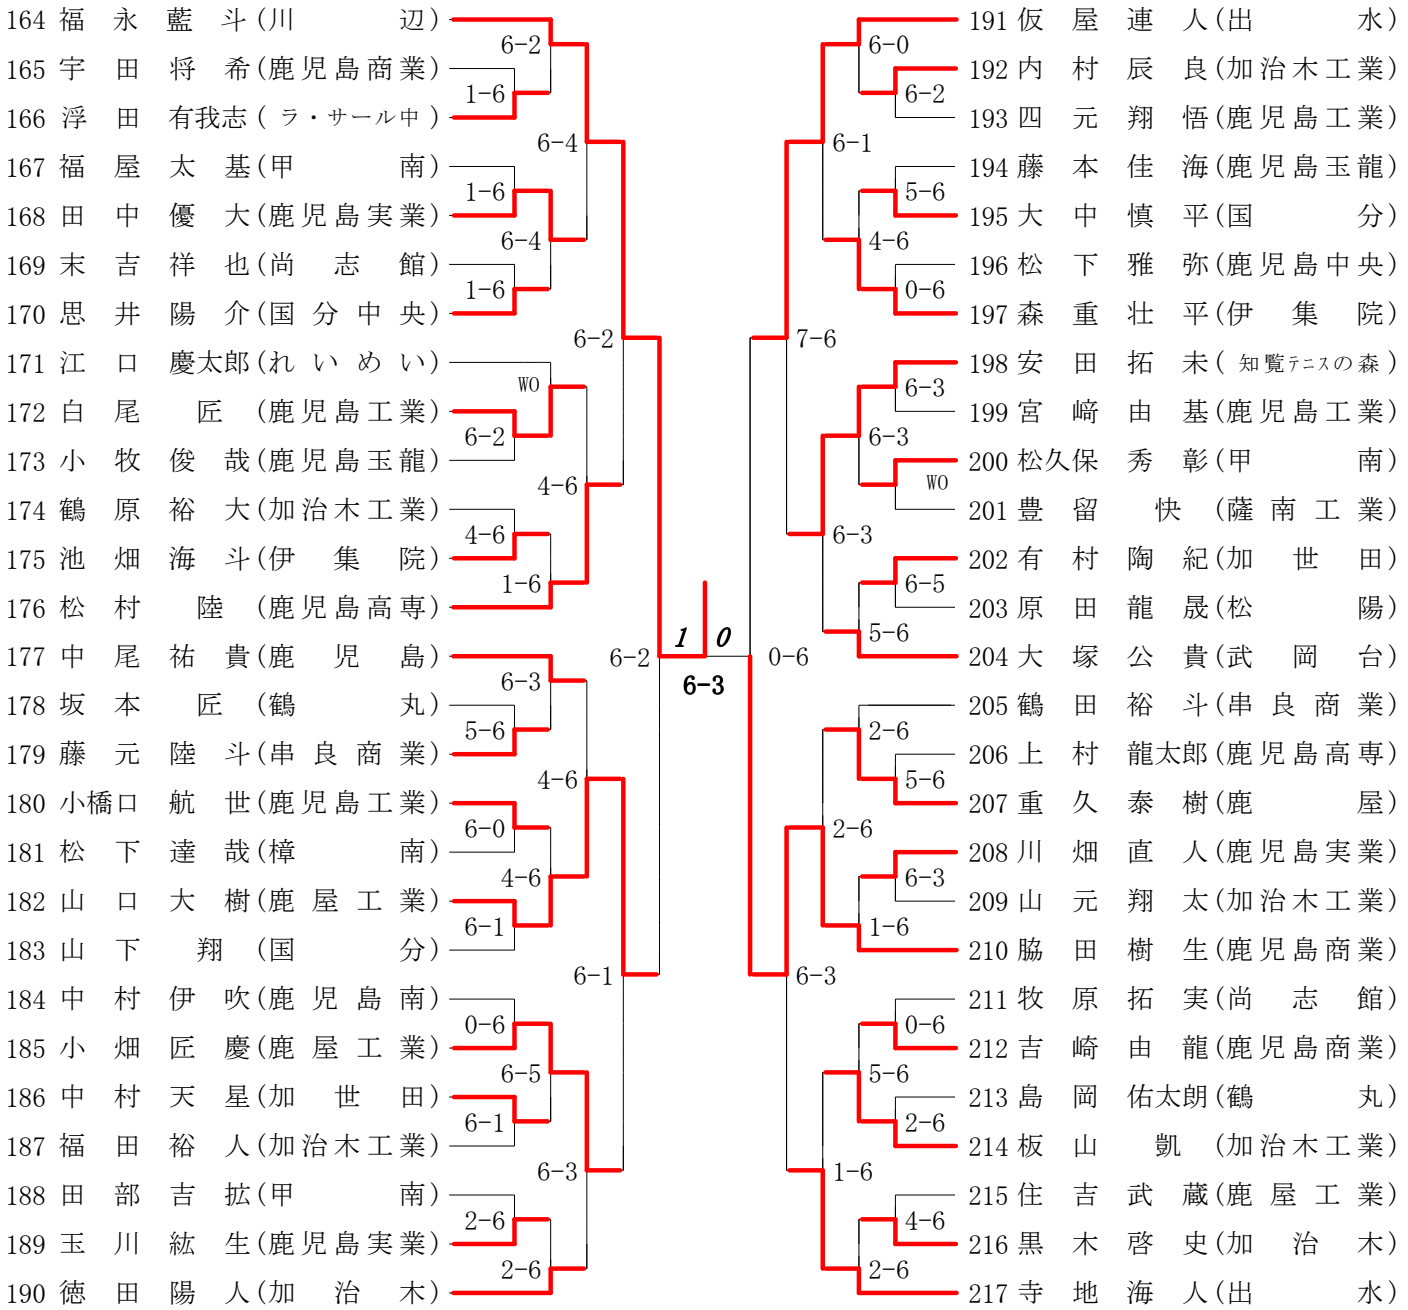 164 福永 藍斗(川辺)
165 宇田 将希(鹿児島商業)
166 浮田 有我志(ラ・サール中)
167 福屋 太基(甲南)
168 田中 優大(鹿児島実業)
169 末吉 祥也(尚志館)
170 思井 陽介(国分中央)
171 江口 慶太郎(れいめい)
172 白尾 匠(鹿児島工業)
173 小牧 俊哉(鹿児島玉龍)
174 鶴原 裕大(加治木工業)
175 池畑 海斗(伊集院)
176 松村 陸(鹿児島高専)
177 中尾 祐貴(鹿児島)
178 坂本 匠(鶴丸)
179 藤元 陸斗(串良商業)
180 小橋口 航世(鹿児島工業)
181 松下 達哉(樟南)
182 山口 大樹(鹿屋工業)
183 山下 翔(国分)
184 中村 伊吹(鹿児島南)
185 小畑 匠慶(鹿屋工業)
186 中村 天星(加世田)
187 福田 裕人(加治木工業)
188 田部 吉拡(甲南)
189 玉川 紘生(鹿児島実業)
190 徳田 陽人(加治木)
6-2
1-6
6-4
1-6
6-4
1-6
6-2
WO
6-2
4-6
4-6
1-6
6-2
6-3
5-6
4-6
6-0
4-6
6-1
6-1
0-6
6-5
6-1
6-3
2-6
2-6
1 0
6-3
6-0
6-2
6-1
5-6
4-6
0-6
7-6
6-3
6-3
WO
6-3
6-5
5-6
0-6
2-6
5-6
2-6
6-3
1-6
6-3
0-6
5-6
2-6
1-6
4-6
2-6
191 仮屋 連人(出水)
192 内村 辰良(加治木工業)
193 四元 翔悟(鹿児島工業)
194 藤本 佳海(鹿児島玉龍)
195 大中 慎平(国分)
196 松下 雅弥(鹿児島中央)
197 森重 壮平(伊集院)
198 安田 拓未(知覧テニスの森)
199 宮﨑 由基(鹿児島工業)
200 松久保 秀彰(甲南)
201 豊留 快(薩南工業)
202 有村 陶紀(加世田)
203 原田 龍晟(松陽)
204 大塚 公貴(武岡台)
205 鶴田 裕斗(串良商業)
206 上村 龍太郎(鹿児島高専)
207 重久 泰樹(鹿屋)
208 川畑 直人(鹿児島実業)
209 山元 翔太(加治木工業)
210 脇田 樹生(鹿児島商業)
211 牧原 拓実(尚志館)
212 吉崎 由龍(鹿児島商業)
213 島岡 佑太朗(鶴丸)
214 板山 凱(加治木工業)
215 住吉 武蔵(鹿屋工業)
216 黒木 啓史(加治木)
217 寺地 海人(出水)